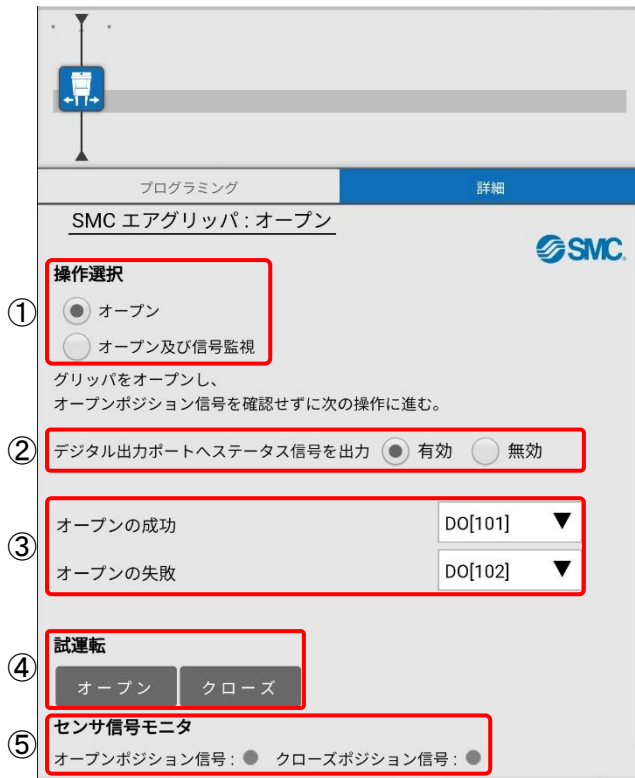 プログラミング 詳細
SMC エアグリッパ : オープン
SMC.
操作選択
① オープン
オープン及び信号監視
グリッパをオープンし、
オープンポジション信号を確認せずに次の操作に進む。
② デジタル出力ポートへステータス信号を出力 有効 無効
オープンの成功 DO[101] ▼
③
オープンの失敗 DO[102] ▼
試運転
④
オープン クローズ
センサ信号モニタ
⑤
オープンポジション信号 : クローズポジション信号 :